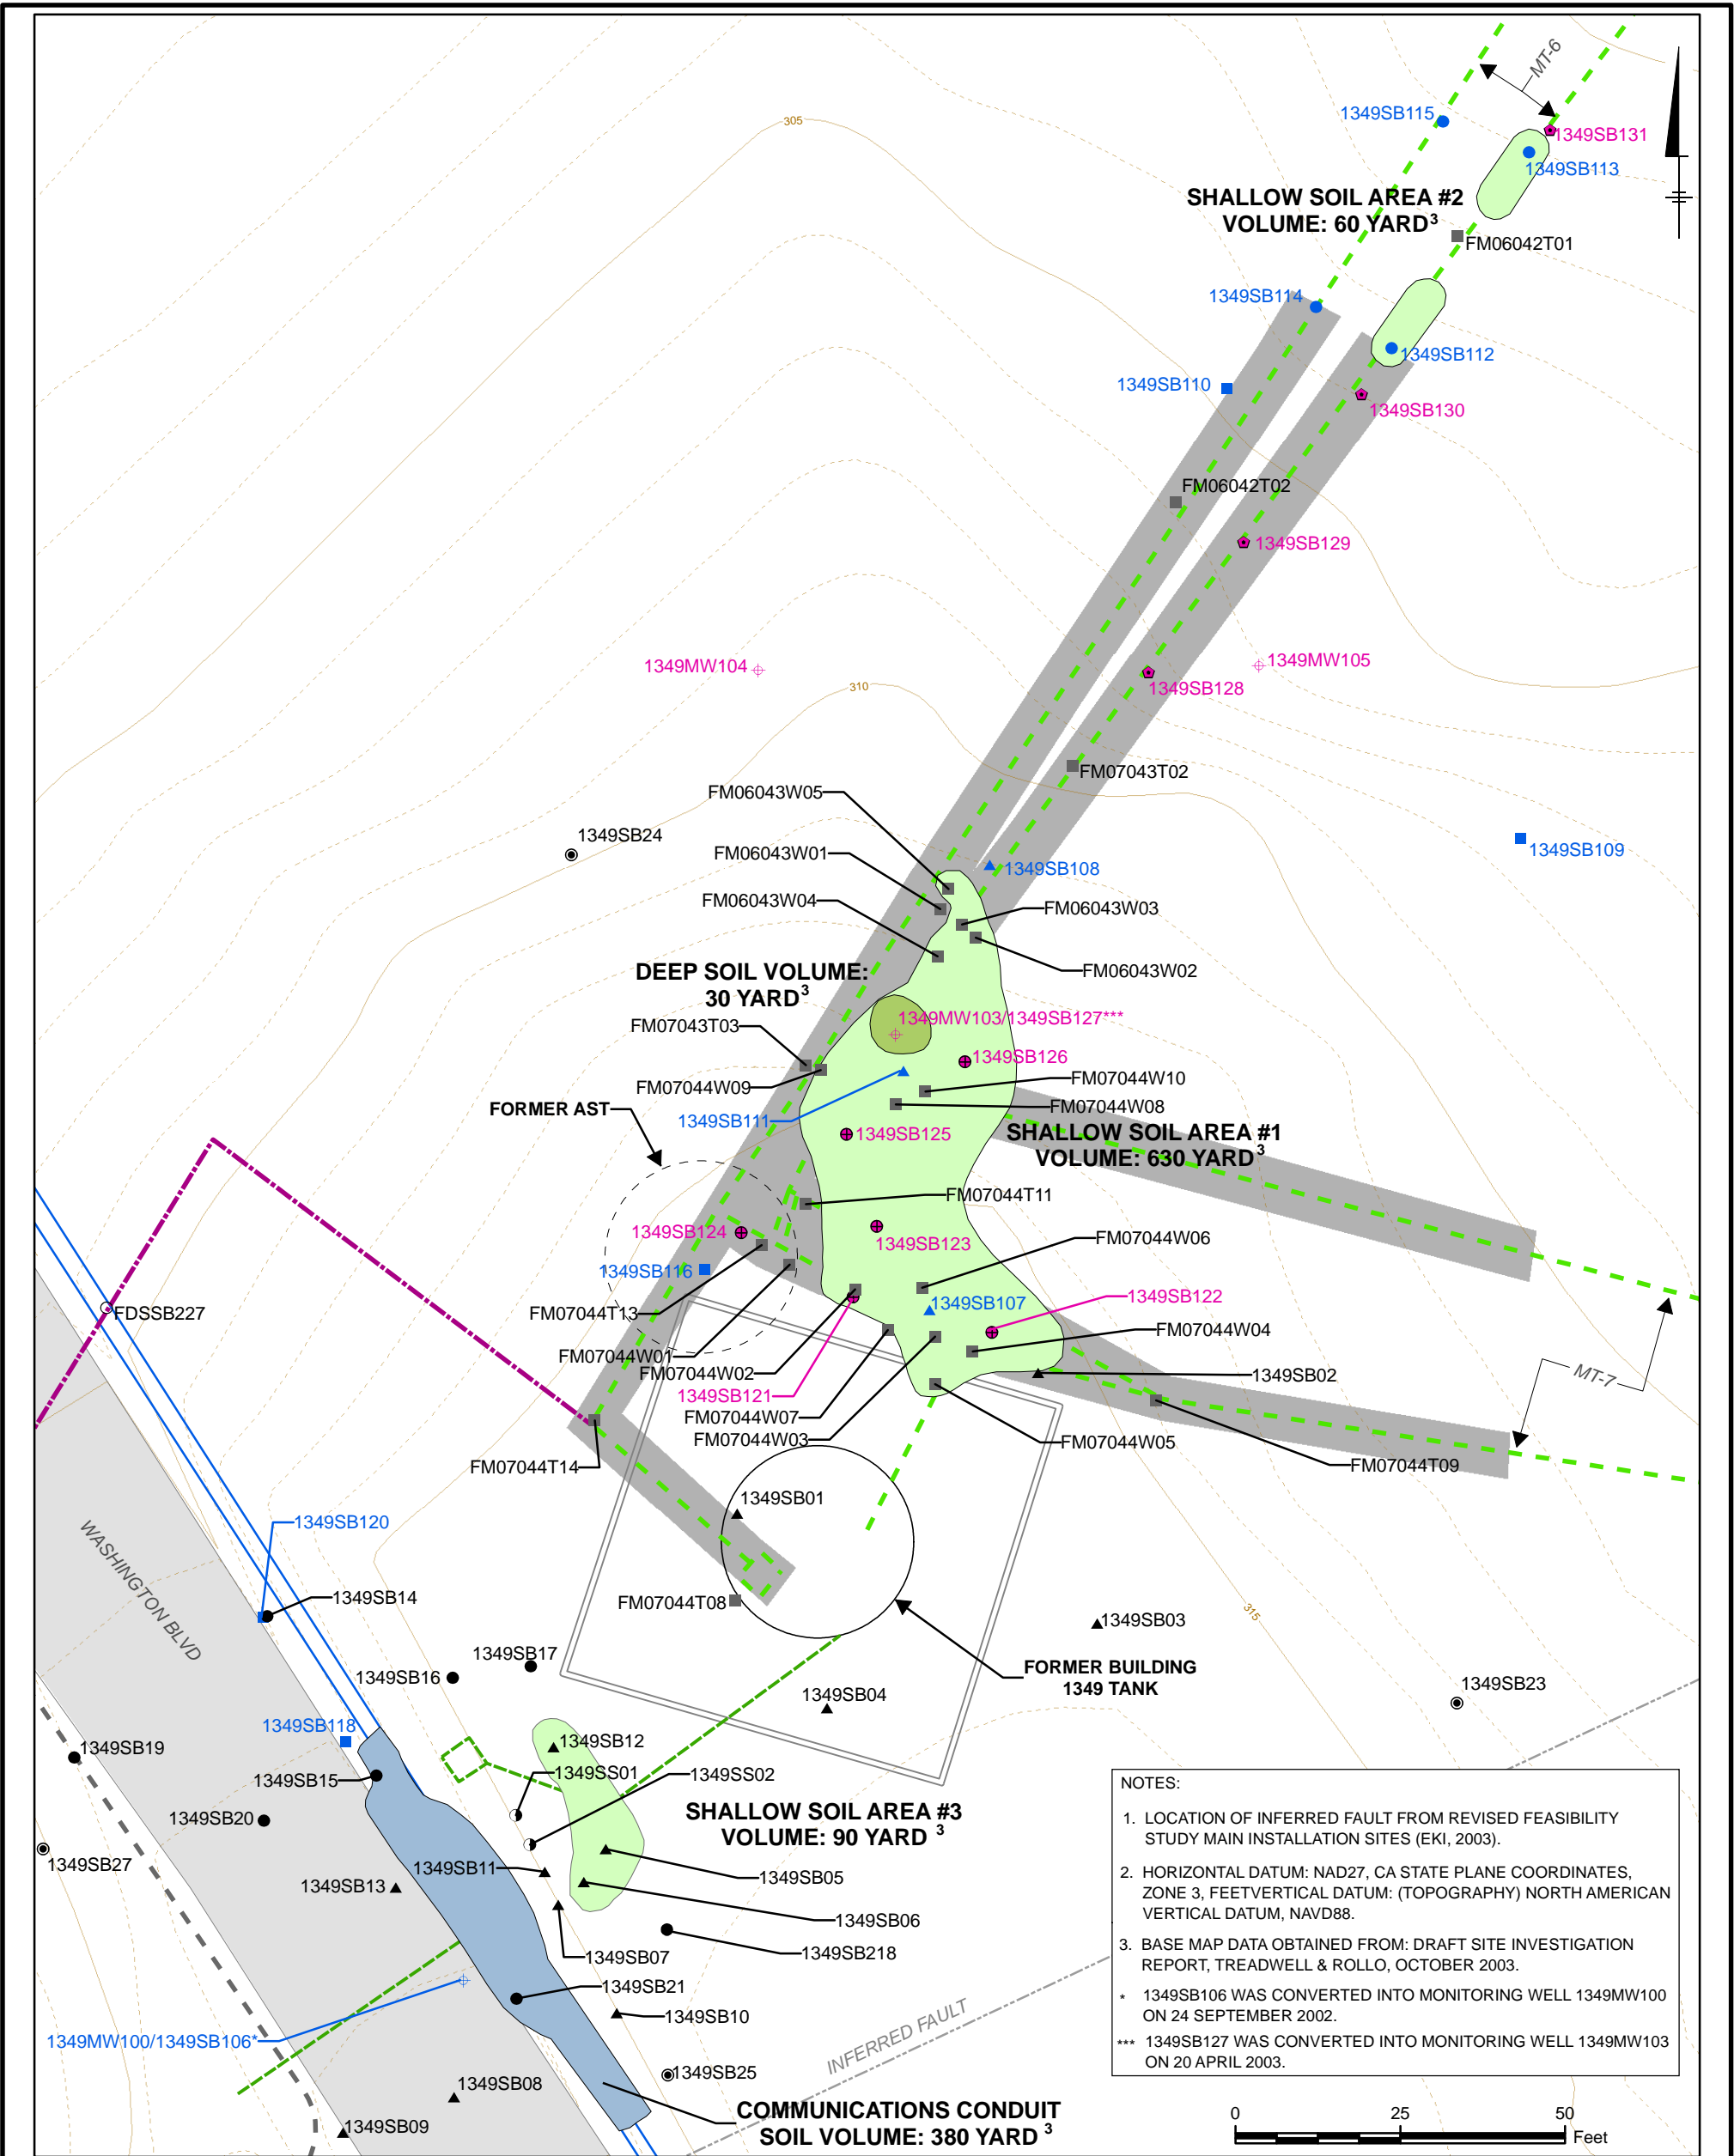 MT-6
1349SB115
1349SB131
305
1349SB113
SHALLOW SOIL AREA #2
VOLUME: 60 YARD3
FM06042T01
1349SB114
1349SB112
1349SB110
1349SB130
FM06042T02
1349SB129
1349MW104
1349MW105
310
1349SB128
FM07043T02
FM06043W05
1349SB24
1349SB109
FM06043W01
1349SB108
FM06043W04
FM06043W03
FM06043W02
DEEP SOIL VOLUME:
30 YARD3
1349MW103/1349SB127***
FM07043T03
1349SB126
FM07044W10
FM07044W09
FORMER AST
FM07044W08
1349SB111
1349SB125
SHALLOW SOIL AREA #1
VOLUME: 630 YARD3
FM07044T11
1349SB124
1349SB123
FM07044W06
1349SB116
1349SB122
FDSSB227
FM07044T13
1349SB107
FM07044W04
FM07044W01
FM07044W02
1349SB02
MT-7
1349SB121
FM07044W07
FM07044W03
FM07044W05
FM07044T14
FM07044T09
1349SB01
1349SB120
WASHINGTON BLVD
1349SB14
FM07044T08
315
1349SB03
1349SB17
1349SB16
FORMER BUILDING
1349 TANK
1349SB23
1349SB04
1349SB118
1349SB12
1349SB19
1349SB15
1349SS01
1349SS02
1349SB20
SHALLOW SOIL AREA #3
VOLUME: 90 YARD 3
1349SB27
1349SB11
1349SB05
1349SB13
1349SB06
1349SB218
1349SB07
1349SB21
1349SB10
1349MW100/1349SB106*
INFERRED FAULT
1349SB25
1349SB08
1349SB09
COMMUNICATIONS CONDUIT
SOIL VOLUME: 380 YARD 3
NOTES:
1. LOCATION OF INFERRED FAULT FROM REVISED FEASIBILITY
STUDY MAIN INSTALLATION SITES (EKI, 2003).
2. HORIZONTAL DATUM: NAD27, CA STATE PLANE COORDINATES,
ZONE 3, FEETVERTICAL DATUM: (TOPOGRAPHY) NORTH AMERICAN
VERTICAL DATUM, NAVD88.
3. BASE MAP DATA OBTAINED FROM: DRAFT SITE INVESTIGATION
REPORT, TREADWELL & ROLLO, OCTOBER 2003.
* 1349SB106 WAS CONVERTED INTO MONITORING WELL 1349MW100
ON 24 SEPTEMBER 2002.
*** 1349SB127 WAS CONVERTED INTO MONITORING WELL 1349MW103
ON 20 APRIL 2003.
0 25 50
Feet